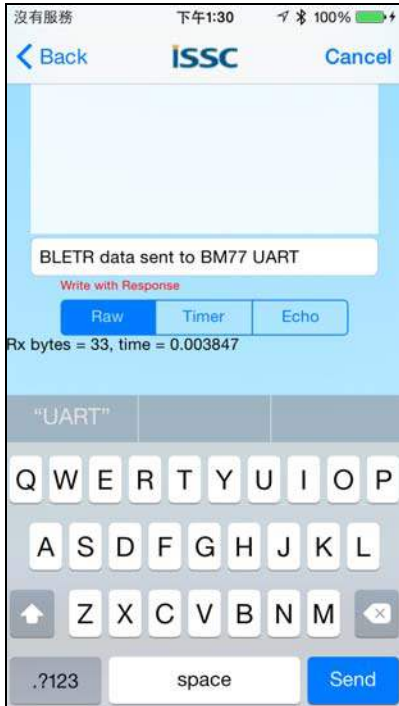 沒有服務 下午1:30 100%
Back ISSC Cancel
BLETR data sent to BM77 UART
Write with Response
Raw Timer Echo
Rx bytes = 33, time = 0.003847
“UART”
Q W E R T Y U I O P
A S D F G H J K L
Z X C V B N M
.?123 space Send